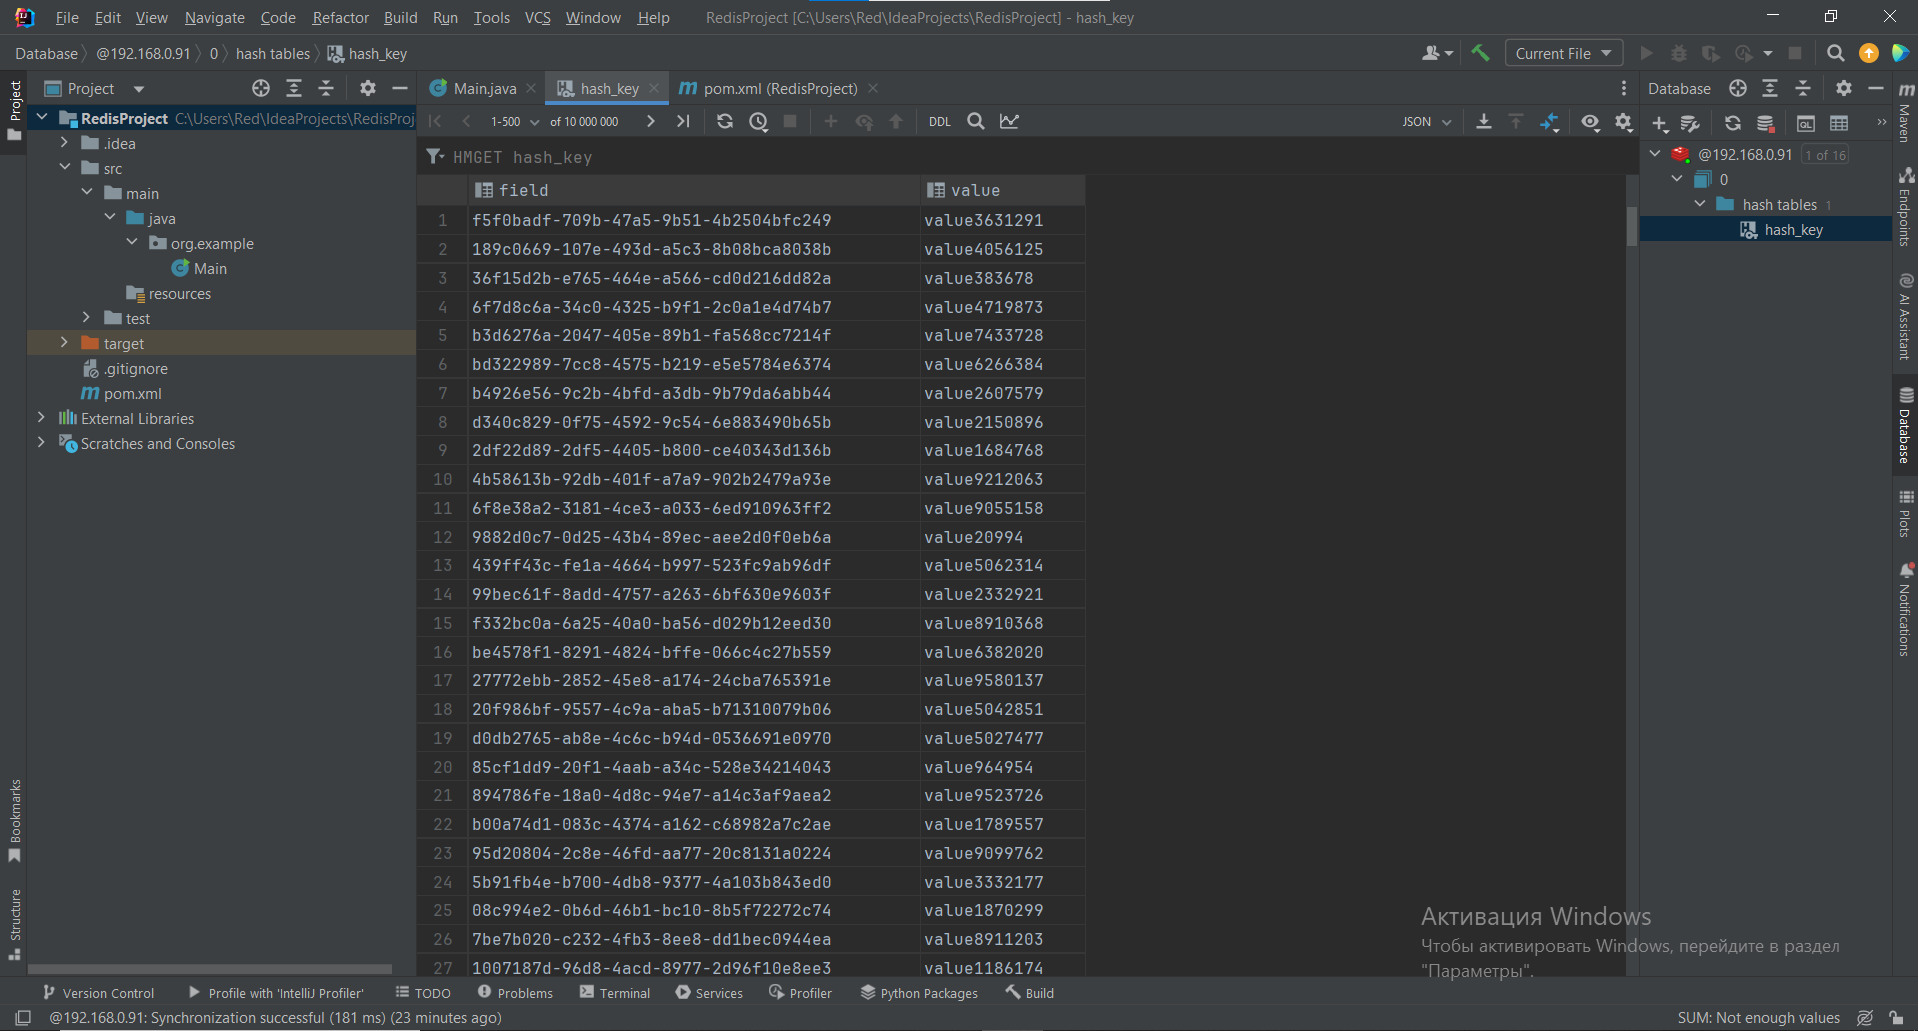 File Edit View Navigate Code Refactor Build Run Tools VCS Window Help RedisProject [C:\Users\Red\IdeaProjects\RedisProject] - hash_key
Database @192.168.0.91 0 hash tables hash_key Current File
Project
Project
RedisProject C:\Users\Red\IdeaProjects\RedisProj
.idea
src
main
java
org.example
Main
resources
test
target
.gitignore
pom.xml
External Libraries
Scratches and Consoles
Bookmarks
Structure
Main.java hash_key pom.xml (RedisProject)
1-500 of 10 000 000 DDL JSON
HMGET hash_key
field value
1 f5f0badf-709b-47a5-9b51-4b2504bfc249 value3631291
2 189c0669-107e-493d-a5c3-8b08bca8038b value4056125
3 36f15d2b-e765-464e-a566-cd0d216dd82a value383678
4 6f7d8c6a-34c0-4325-b9f1-2c0a1e4d74b7 value4719873
5 b3d6276a-2047-405e-89b1-fa568cc7214f value7433728
6 bd322989-7cc8-4575-b219-e5e5784e6374 value6266384
7 b4926e56-9c2b-4bfd-a3db-9b79da6abb44 value2607579
8 d340c829-0f75-4592-9c54-6e883490b65b value2150896
9 2df22d89-2df5-4405-b800-ce40343d136b value1684768
10 4b58613b-92db-401f-a7a9-902b2479a93e value9212063
11 6f8e38a2-3181-4ce3-a033-6ed910963ff2 value9055158
12 9882d0c7-0d25-43b4-89ec-aee2d0f0eb6a value20994
13 439ff43c-fe1a-4664-b997-523fc9ab96df value5062314
14 99bec61f-8add-4757-a263-6bf630e9603f value2332921
15 f332bc0a-6a25-40a0-ba56-d029b12eed30 value8910368
16 be4578f1-8291-4824-bffe-066c4c27b559 value6382020
17 27772ebb-2852-45e8-a174-24cba765391e value9580137
18 20f986bf-9557-4c9a-aba5-b71310079b06 value5042851
19 d0db2765-ab8e-4c6c-b94d-0536691e0970 value5027477
20 85cf1dd9-20f1-4aab-a34c-528e34214043 value964954
21 894786fe-18a0-4d8c-94e7-a14c3af9aea2 value9523726
22 b00a74d1-083c-4374-a162-c68982a7c2ae value1789557
23 95d20804-2c8e-46fd-aa77-20c8131a0224 value9099762
24 5b91fb4e-b700-4db8-9377-4a103b843ed0 value3332177
25 08c994e2-0b6d-46b1-bc10-8b5f72272c74 value1870299
26 7be7b020-c232-4fb3-8ee8-dd1bec0944ea value8911203
27 1007187d-96d8-4acd-8977-2d96f10e8ee3 value1186174
Database
QL
@192.168.0.91 1 of 16
0
hash tables 1
hash_key
Maven
Endpoints
AI Assistant
Database
Plots
Notifications
Активация Windows
Чтобы активировать Windows, перейдите в раздел
"Параметры".
Version Control Profile with 'IntelliJ Profiler' TODO Problems Terminal Services Profiler Python Packages Build
@192.168.0.91: Synchronization successful (181 ms) (23 minutes ago) SUM: Not enough values